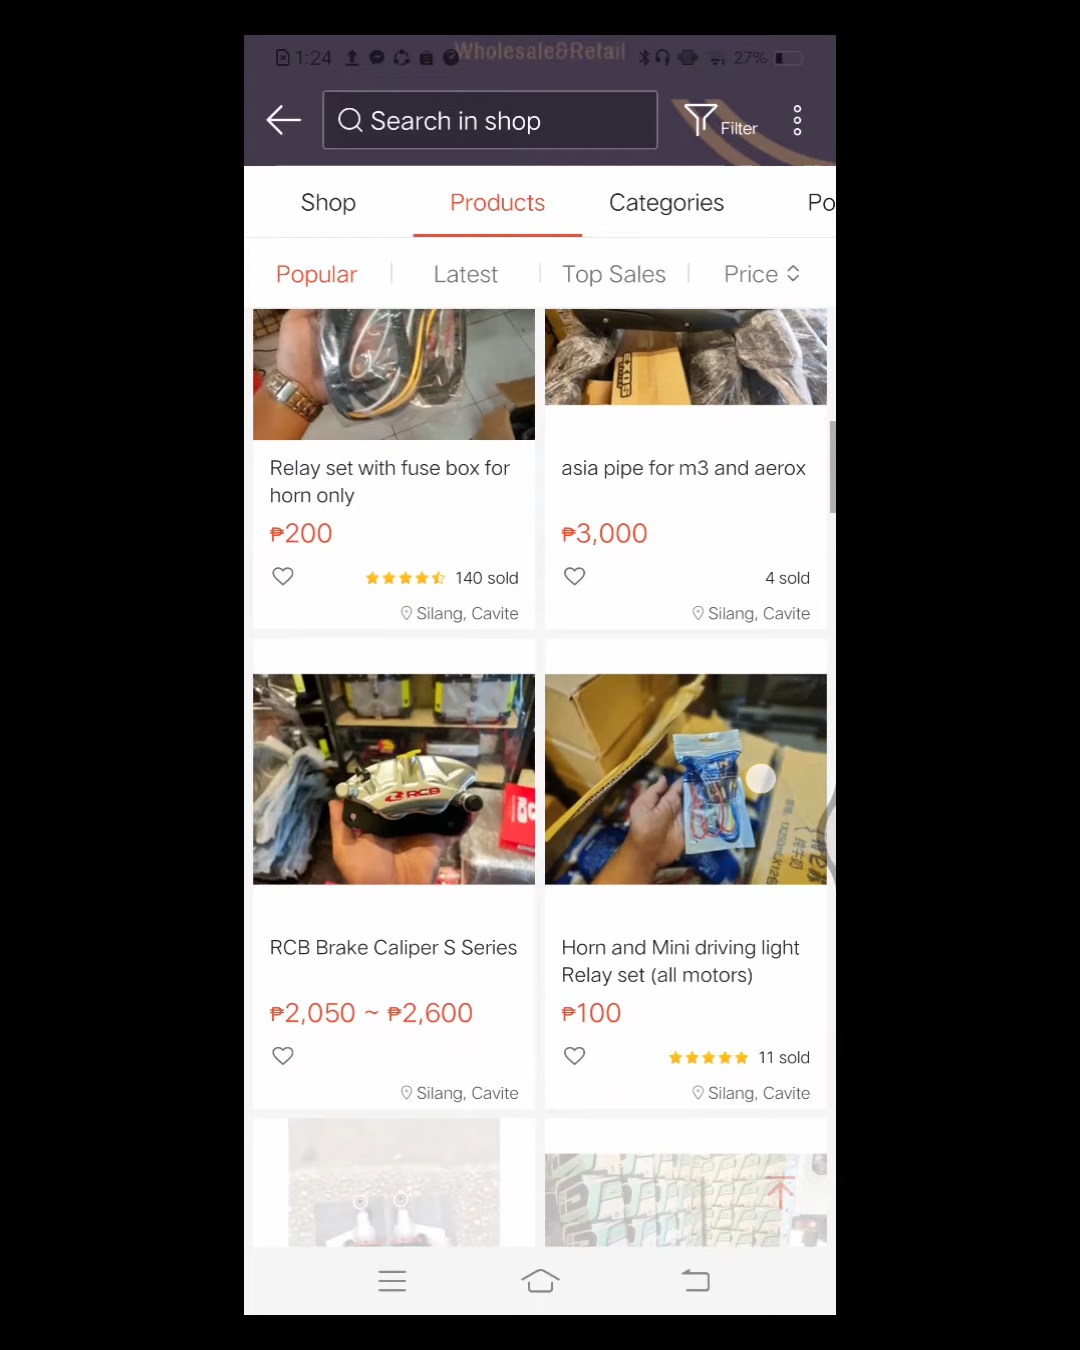 1:24
Wholesale&Retail
27%
Search in shop
Filter
Shop
Products
Categories
Po
Popular
Latest
Top Sales
Price
Relay set with fuse box for
horn only
₱200
140 sold
Silang, Cavite
asia pipe for m3 and aerox
₱3,000
4 sold
Silang, Cavite
RCB
RCB Brake Caliper S Series
₱2,050 ~ ₱2,600
Silang, Cavite
Horn and Mini driving light
Relay set (all motors)
₱100
11 sold
Silang, Cavite